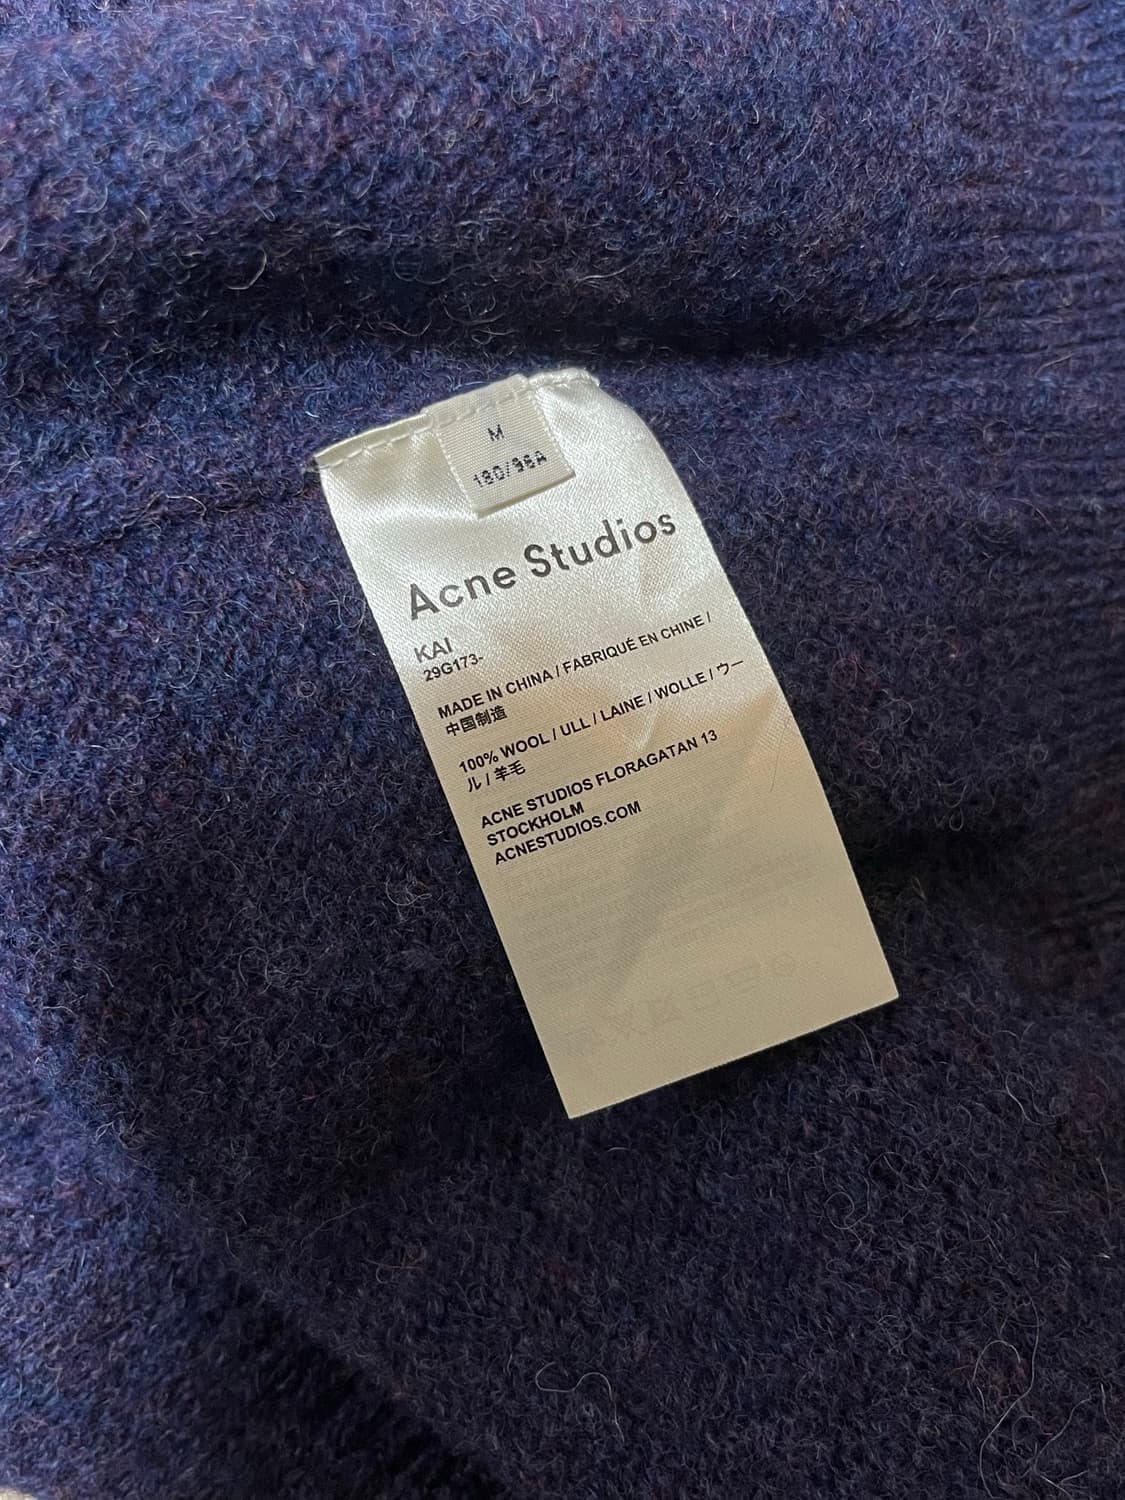 M
180/96A
Acne Studios
KAI
29G173-
MADE IN CHINA / FABRIQUÉ EN CHINE /
中国制造
100% WOOL / ULL / LAINE / WOLLE / ウー
ル / 羊毛
ACNE STUDIOS FLORAGATAN 13
STOCKHOLM
ACNESTUDIOS.COM